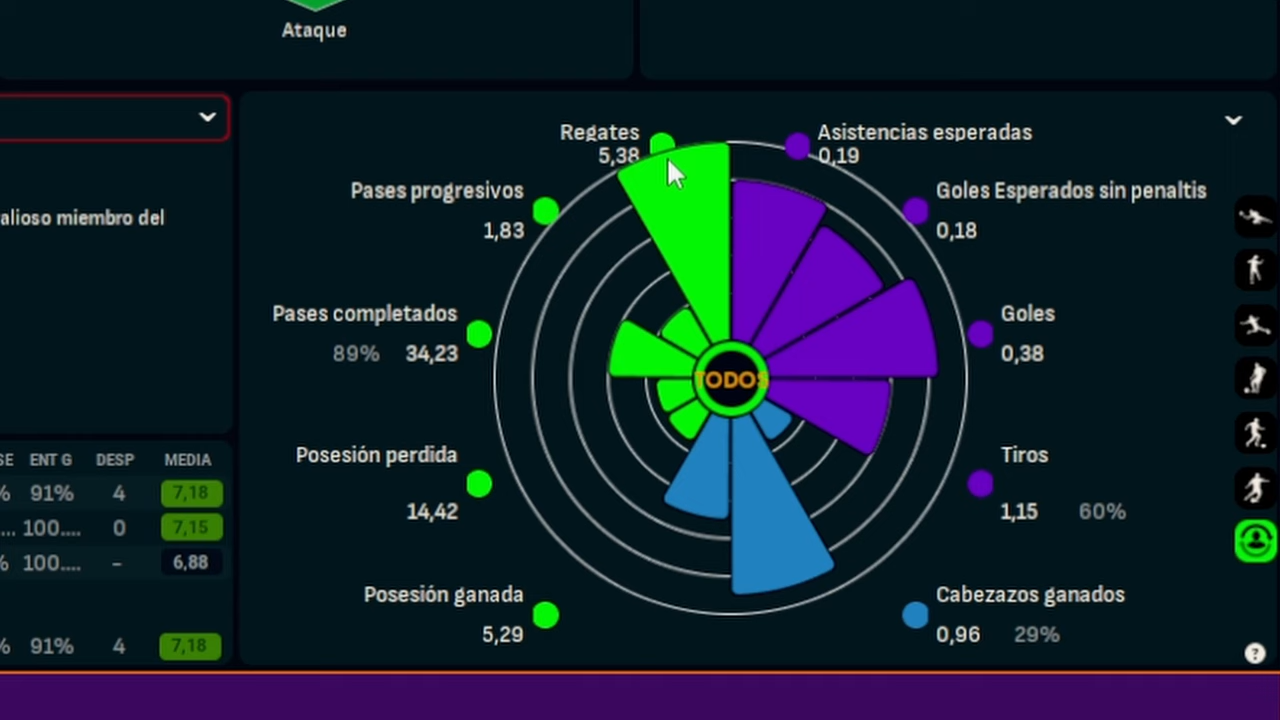 Ataque
Regates
5,38
Asistencias esperadas
0,19
Pases progresivos
1,83
Goles Esperados sin penaltis
0,18
alioso miembro del
Pases completados
89% 34,23
Goles
0,38
TODOS
Posesión perdida
14,42
Tiros
1,15 60%
SE ENT G DESP MEDIA
% 91% 4 7,18
... 100.... 0 7,15
% 100.... - 6,88
% 91% 4 7,18
Posesión ganada
5,29
Cabezazos ganados
0,96 29%
?